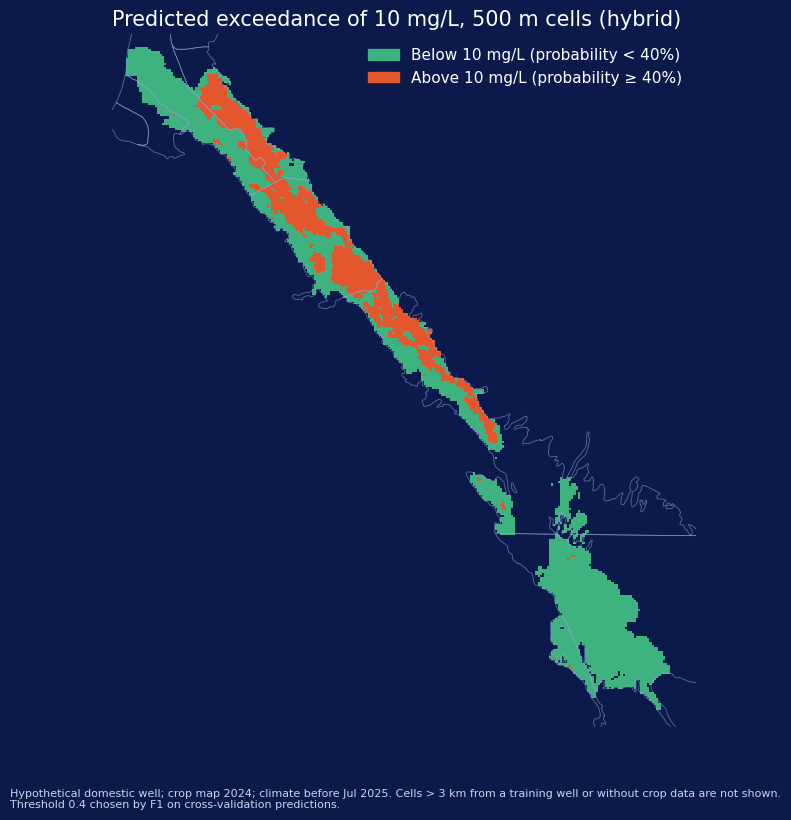 Predicted exceedance of 10 mg/L, 500 m cells (hybrid)
Below 10 mg/L (probability < 40%)
Above 10 mg/L (probability ≥ 40%)
Hypothetical domestic well; crop map 2024; climate before Jul 2025. Cells > 3 km from a training well or without crop data are not shown.
Threshold 0.4 chosen by F1 on cross-validation predictions.